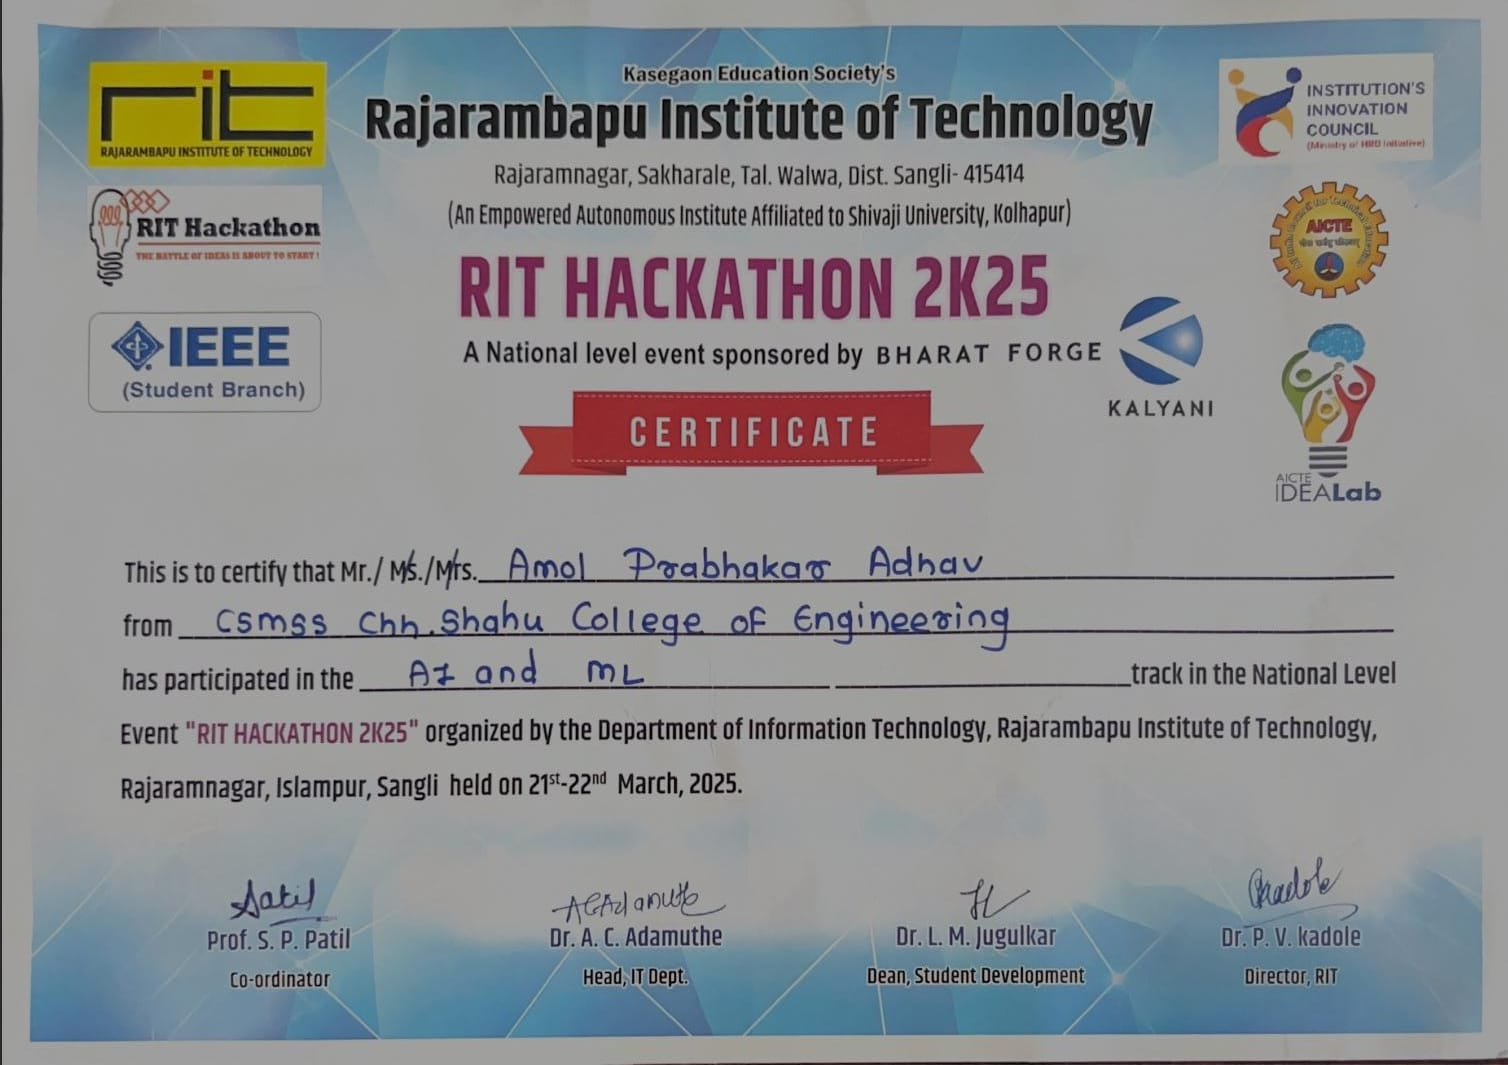 rit
RAJARAMBAPU INSTITUTE OF TECHNOLOGY
Kasegaon Education Society's
Rajarambapu Institute of Technology
Rajaramnagar, Sakharale, Tal. Walwa, Dist. Sangli- 415414
(An Empowered Autonomous Institute Affiliated to Shivaji University, Kolhapur)
INSTITUTION'S
INNOVATION
COUNCIL
(Ministry of HRD Initiative)
RIT Hackathon
THE BATTLE OF IDEAS IS ABOUT TO START !
AICTE
IEEE
(Student Branch)
RIT HACKATHON 2K25
A National level event sponsored by BHARAT FORGE
KALYANI
CERTIFICATE
AICTE
IDEALab
This is to certify that Mr./ Ms./Mrs. Amol Prabhakar Adhav
from Csmss Chh. Shahu College of Engineering
has participated in the AI and ML track in the National Level
Event "RIT HACKATHON 2K25" organized by the Department of Information Technology, Rajarambapu Institute of Technology,
Rajaramnagar, Islampur, Sangli held on 21st-22nd March, 2025.
Prof. S. P. Patil
Co-ordinator
Dr. A. C. Adamuthe
Head, IT Dept.
Dr. L. M. Jugulkar
Dean, Student Development
Dr. P. V. kadole
Director, RIT